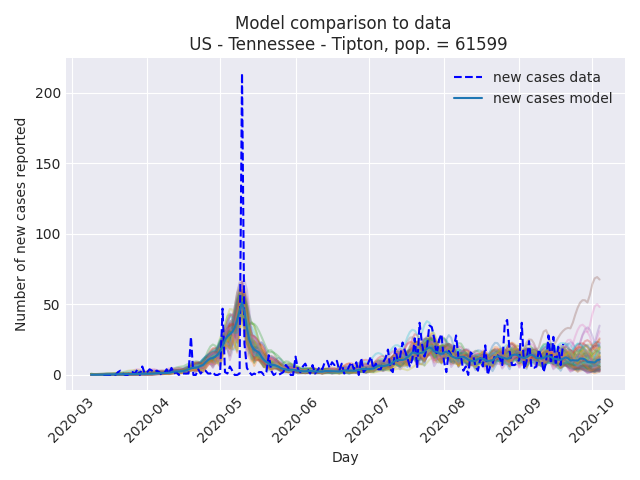 Model comparison to data
US - Tennessee - Tipton, pop. = 61599
new cases data
new cases model
Number of new cases reported
200
150
100
50
0
2020-03
2020-04
2020-05
2020-06
2020-07
2020-08
2020-09
2020-10
Day